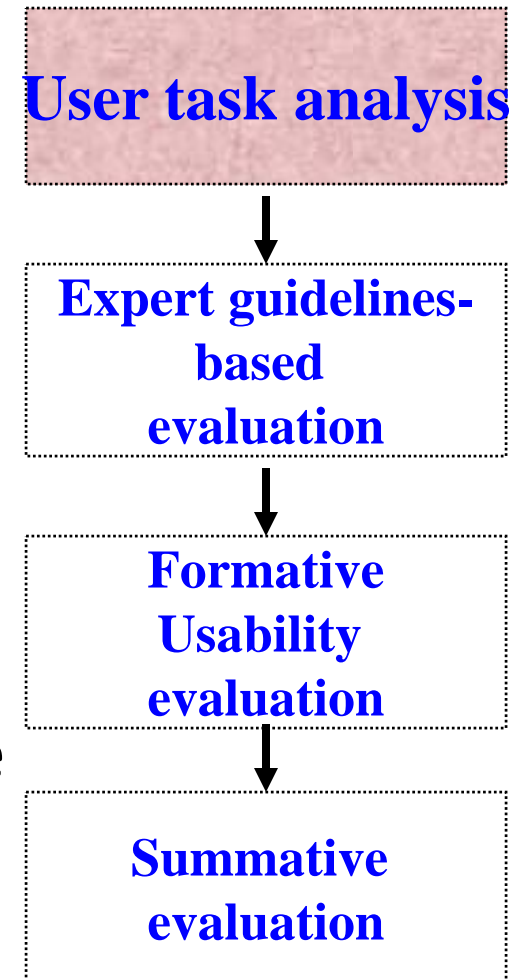 User task analysis
Expert guidelines-
based
evaluation
Formative
Usability
evaluation
e
Summative
evaluation